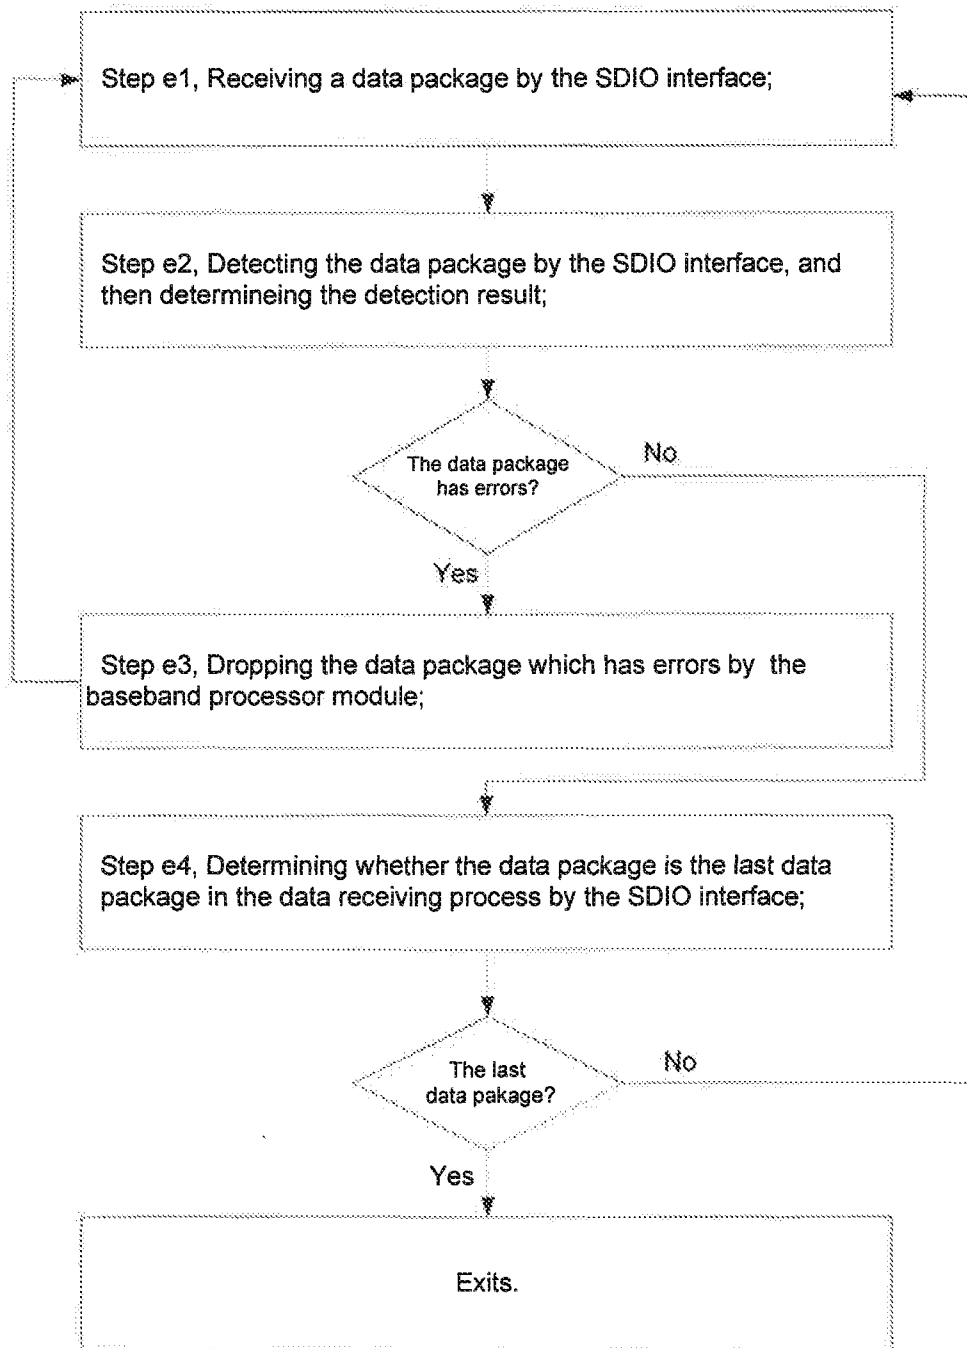 Step e1, Receiving a data package by the SDIO interface;
Step e2, Detecting the data package by the SDIO interface, and
then determineing the detection result;
The data package
has errors?
No
Yes
Step e3, Dropping the data package which has errors by the
baseband processor module;
Step e4, Determining whether the data package is the last data
package in the data receiving process by the SDIO interface;
The last
data pakage?
No
Yes
Exits.